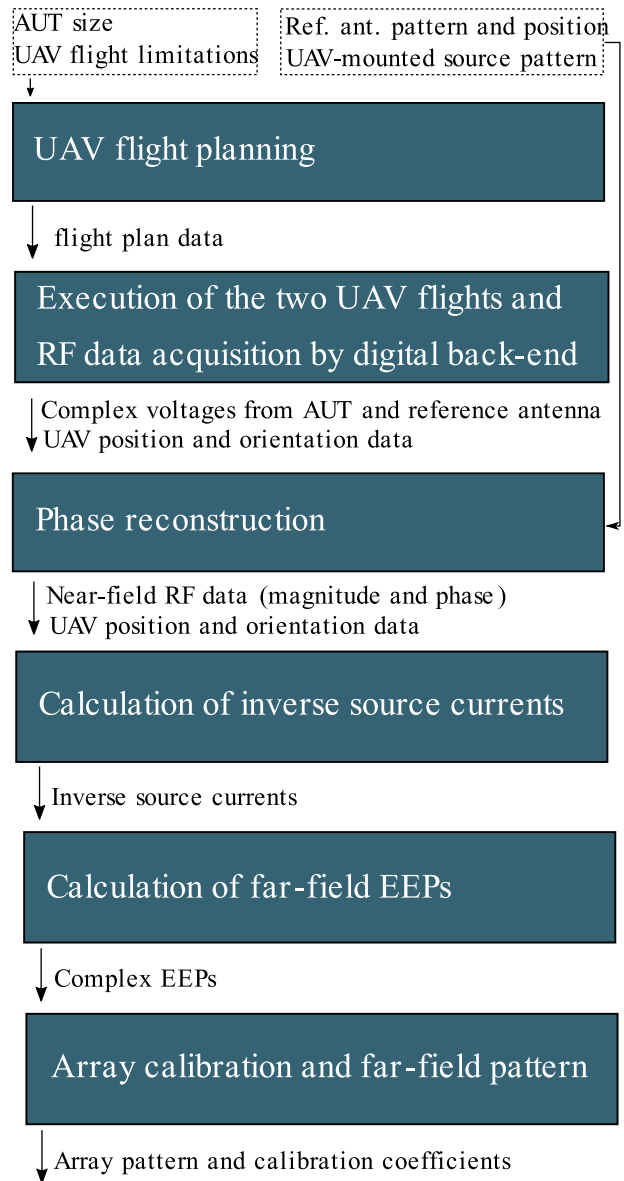 AUT size
UAV flight limitations
Ref. ant. pattern and position
UAV-mounted source pattern
UAV flight planning
flight plan data
Execution of the two UAV flights and
RF data acquisition by digital back-end
Complex voltages from AUT and reference antenna
UAV position and orientation data
Phase reconstruction
Near-field RF data (magnitude and phase)
UAV position and orientation data
Calculation of inverse source currents
Inverse source currents
Calculation of far-field EEPs
Complex EEPs
Array calibration and far-field pattern
Array pattern and calibration coefficients